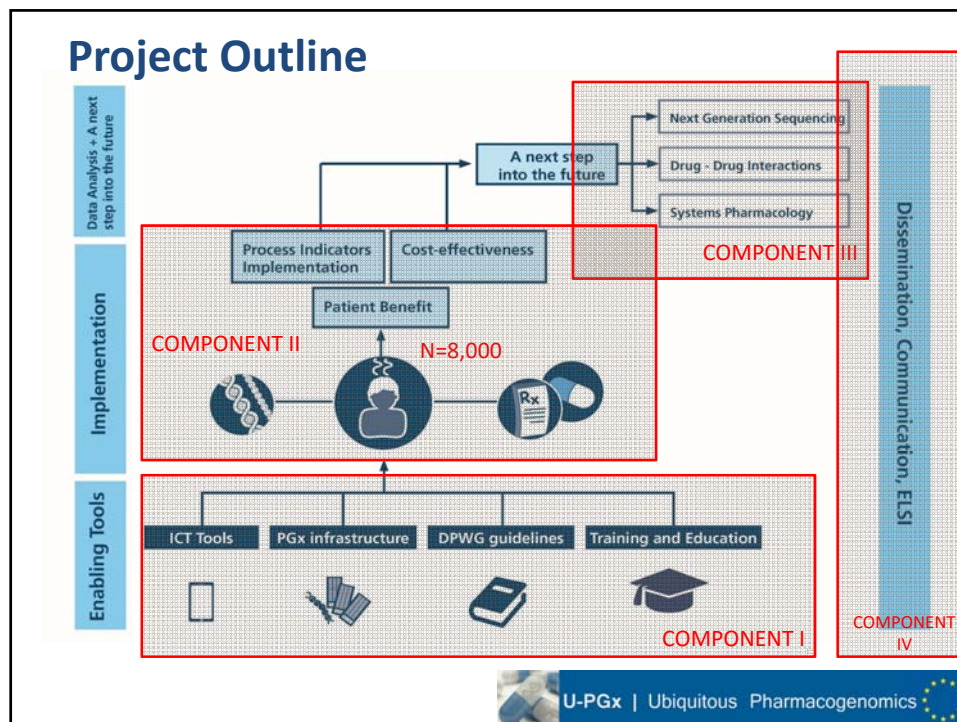 Project Outline
Data Analysis + A next
step into the future
Next Generation Sequencing
A next step
into the future
Drug - Drug Interactions
Systems Pharmacology
COMPONENT III
Process Indicators
Implementation
Cost-effectiveness
Patient Benefit
Implementation
COMPONENT II
N=8,000
Rx
Enabling Tools
ICT Tools
PGx infrastructure
DPWG guidelines
Training and Education
COMPONENT I
Dissemination, Communication, ELSI
COMPONENT
IV
U-PGx | Ubiquitous Pharmacogenomics